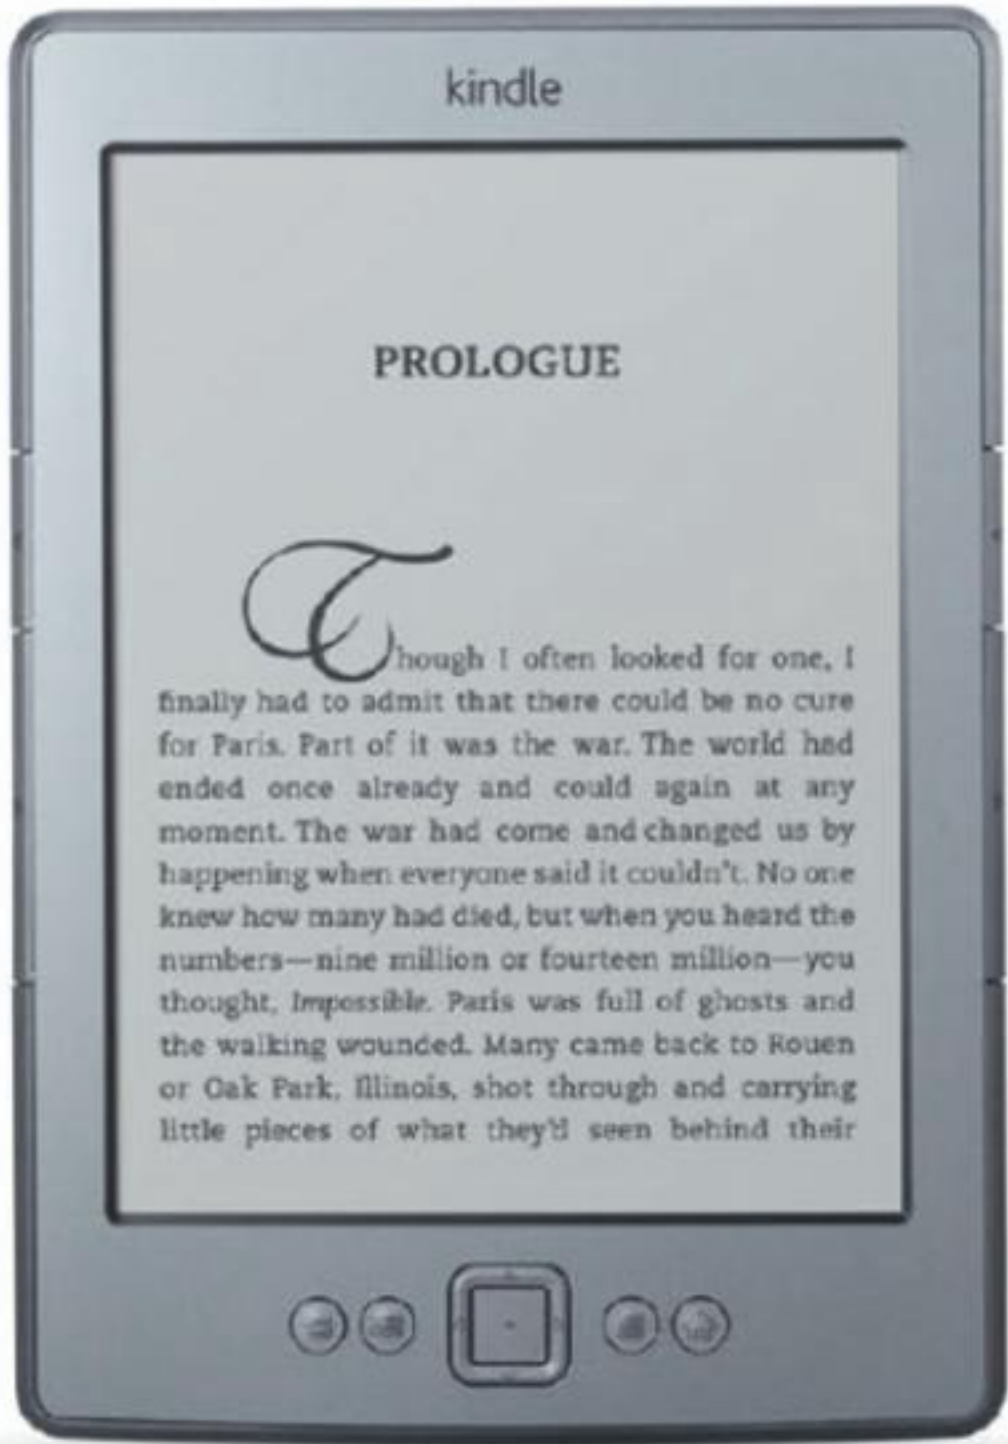 kindle
PROLOGUE
Though I often looked for one, I
finally had to admit that there could be no cure
for Paris. Part of it was the war. The world had
ended once already and could again at any
moment. The war had come and changed us by
happening when everyone said it couldn't. No one
knew how many had died, but when you heard the
numbers—nine million or fourteen million—you
thought, Impossible. Paris was full of ghosts and
the walking wounded. Many came back to Rouen
or Oak Park, Illinois, shot through and carrying
little pieces of what they'd seen behind their